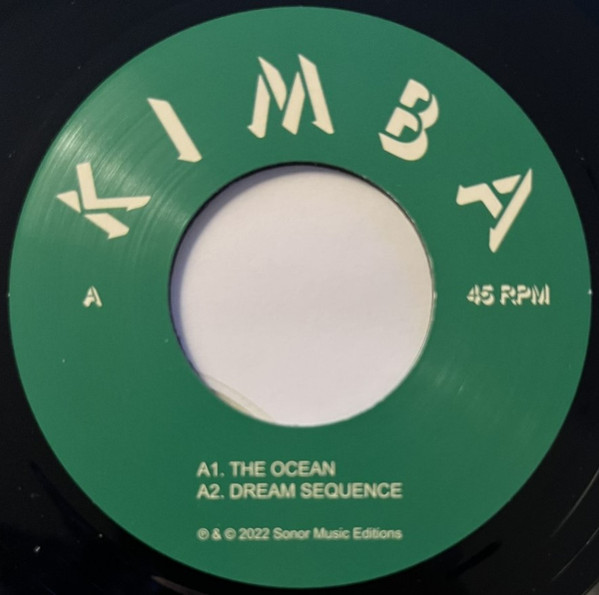 KIMBA
A
45 RPM
A1. THE OCEAN
A2. DREAM SEQUENCE
℗ & © 2022 Sonor Music Editions